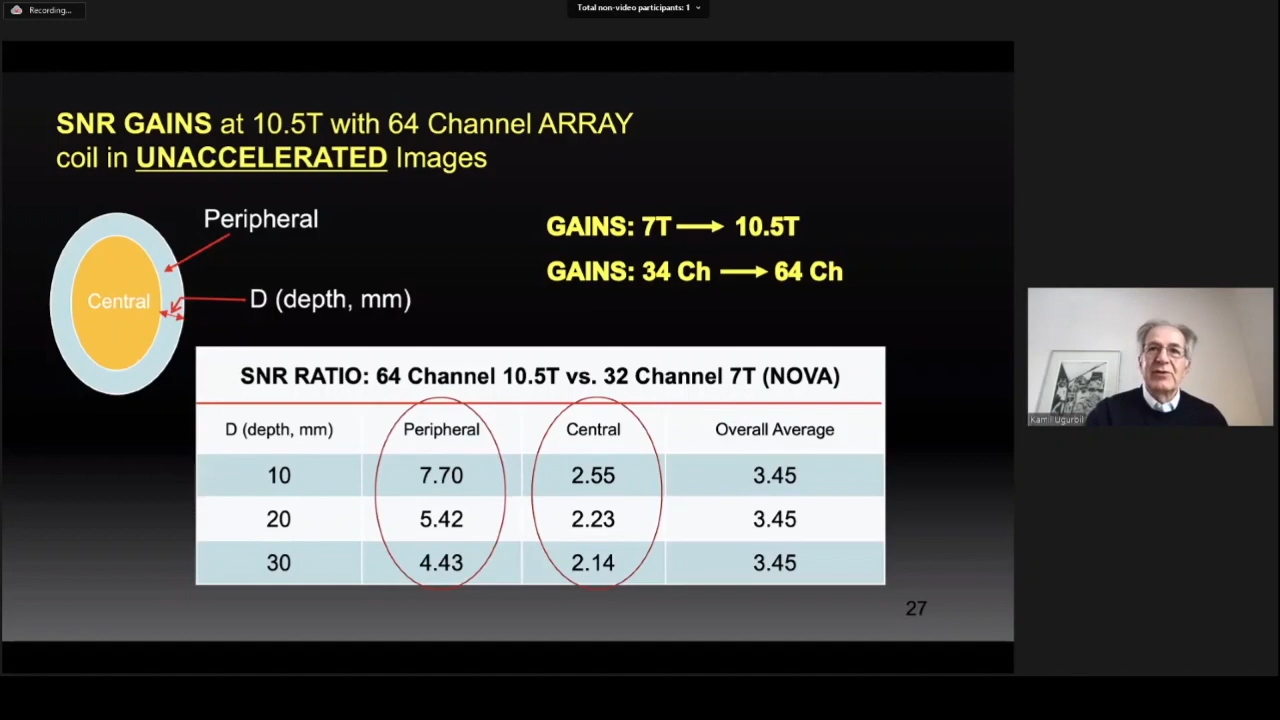 Recording...
Total non-video participants: 1
SNR GAINS at 10.5T with 64 Channel ARRAY
coil in UNACCELERATED Images
Peripheral
GAINS: 7T → 10.5T
GAINS: 34 Ch → 64 Ch
Central
D (depth, mm)
SNR RATIO: 64 Channel 10.5T vs. 32 Channel 7T (NOVA)
D (depth, mm) Peripheral Central Overall Average
10 7.70 2.55 3.45
20 5.42 2.23 3.45
30 4.43 2.14 3.45
27
Kamil Ugurbil